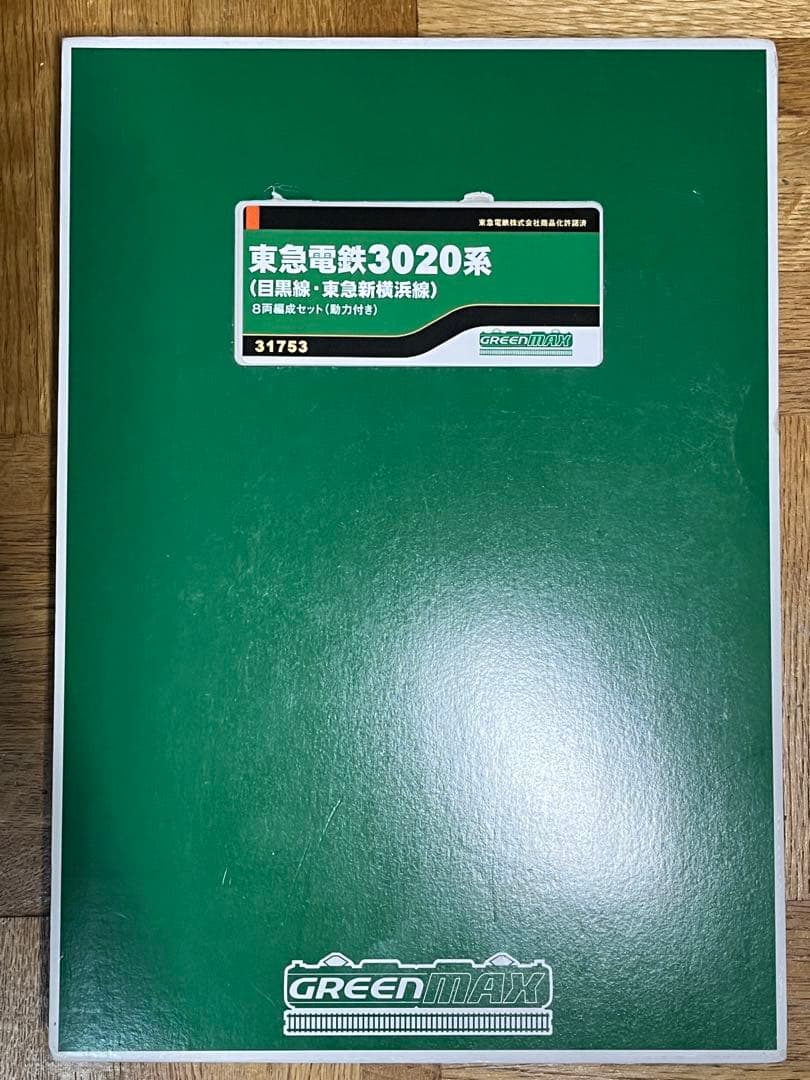 東急電鉄株式会社商品化許諾済
東急電鉄3020系
(目黒線・東急新横浜線)
8両編成セット(動力付き)
31753
GREENMAX
GREENMAX